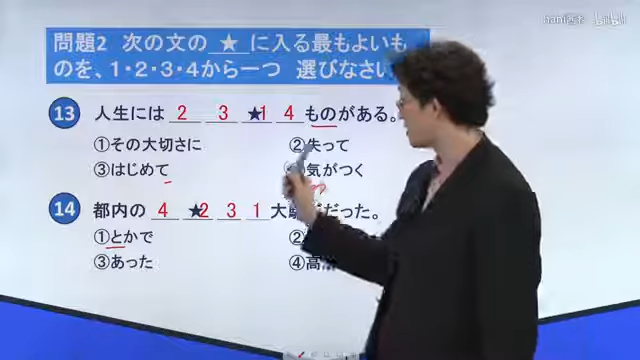 問題2 次の文の ★ に入る最もよいも
のを、1・2・3・4から一つ 選びなさい
13 人生には 2 3 ★1 4 ものがある。
①その大切さに ②失って
③はじめて 気がつく
14 都内の 4 ★2 3 1 大
だった。
①とかで
③あった ④高